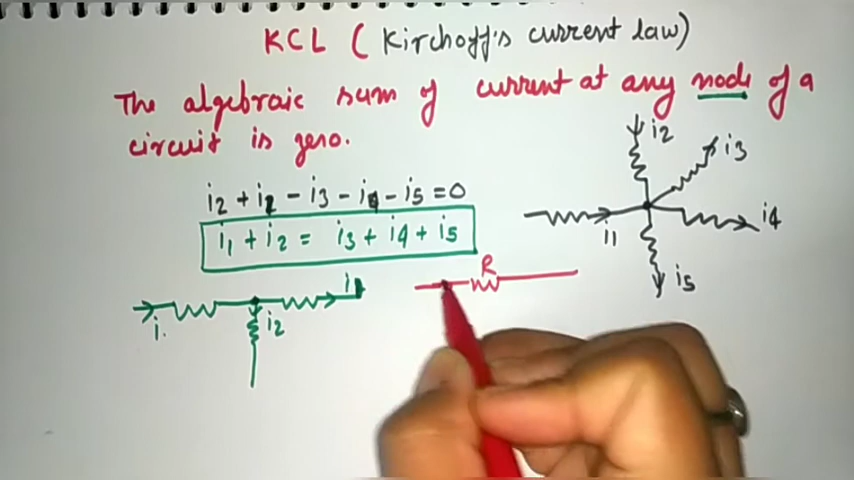 KCL ( Kirchoff's current law)
The algebraic sum of current at any node of a
circuit is zero.
i2 + i2 - i3 - i4 - i5 = 0
i1 + i2 = i3 + i4 + i5
i2
i3
i4
i1
i5
R
i
i2
i1